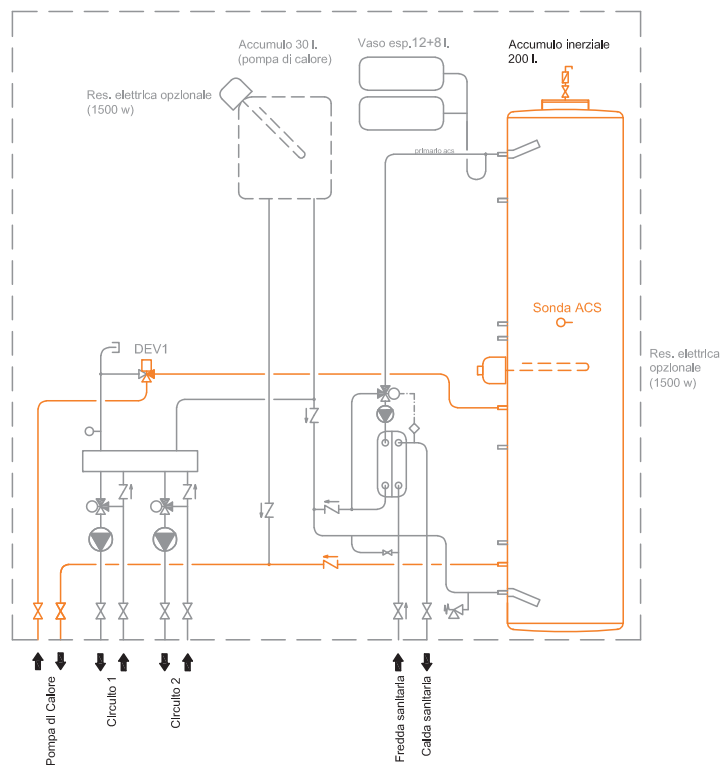 Accumulo 30 l.
(pompa di calore)
Vaso esp.12+8 l.
Accumulo inerziale
200 l.
Res. elettrica opzionale
(1500 w)
primario acs
Sonda ACS
DEV1
Res. elettrica
opzionale
(1500 w)
Pompa di Calore
Circuito 1
Circuito 2
Fredda sanitaria
Calda sanitaria